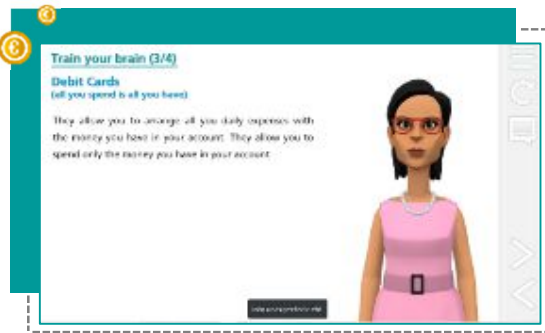 Train your brain (3/4)
Debit Cards
(all you spend is all you have)
They allow you to arrange all you daily expenses with
the money you have in your account. They allow you to
spend only the money you have in your account